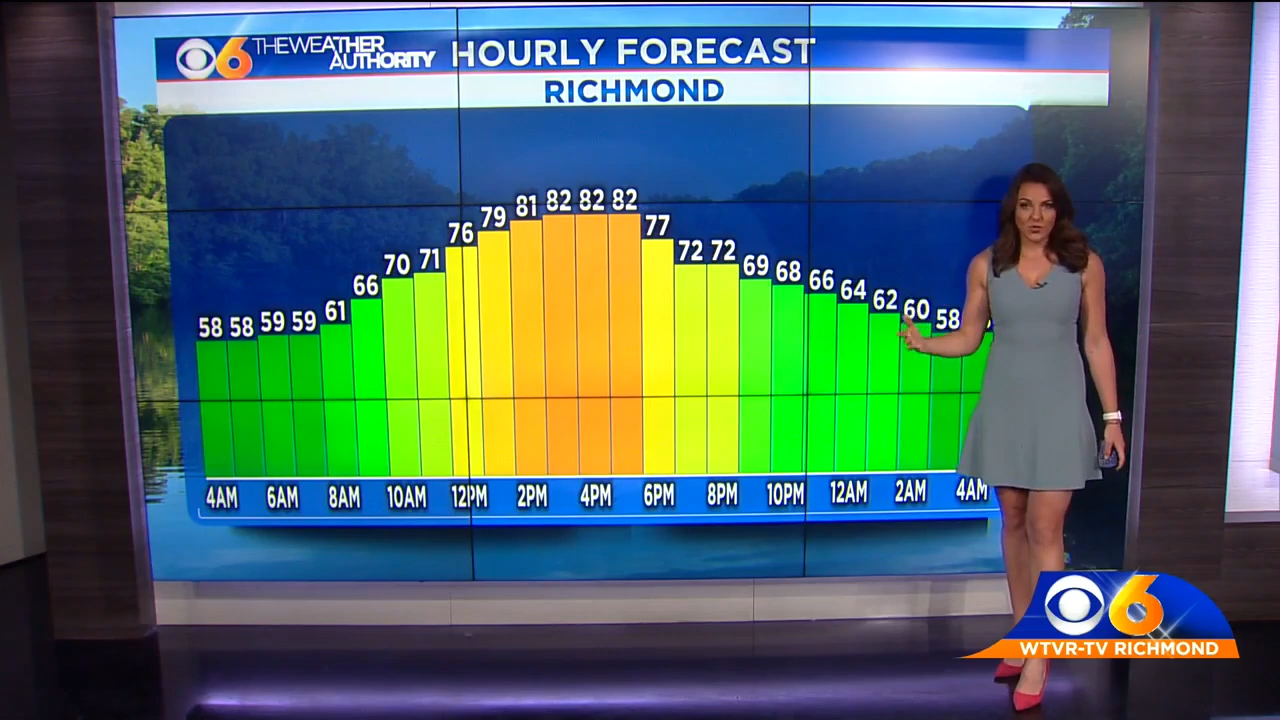 6 THE WEATHER AUTHORITY HOURLY FORECAST
RICHMOND
58 58 59 59 61 66 70 71 76 79 81 82 82 82 77 72 72 69 68 66 64 62 60 58
4AM 6AM 8AM 10AM 12PM 2PM 4PM 6PM 8PM 10PM 12AM 2AM 4AM
6
WTVR-TV RICHMOND